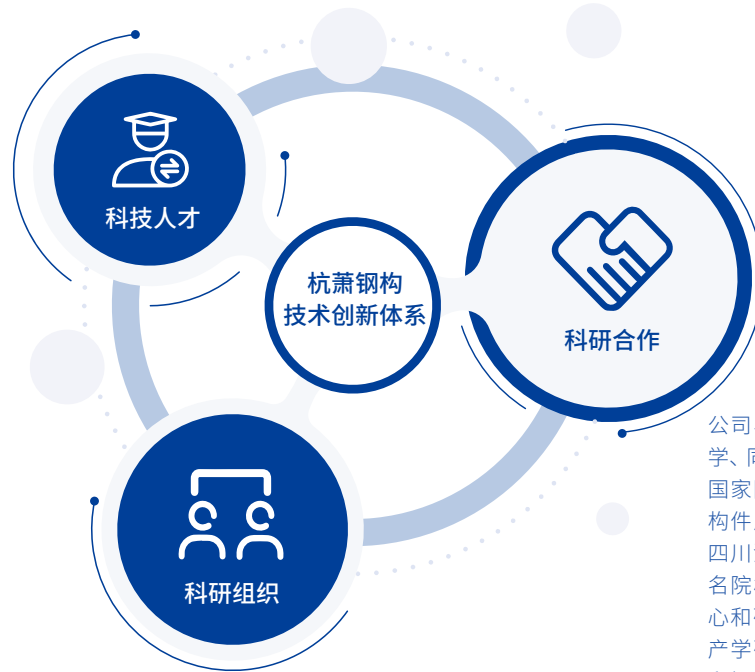 科技人才
杭萧钢构
技术创新体系
科研合作
科研组织
公司
学、同
国家
构件
四川
名院
心和
产学